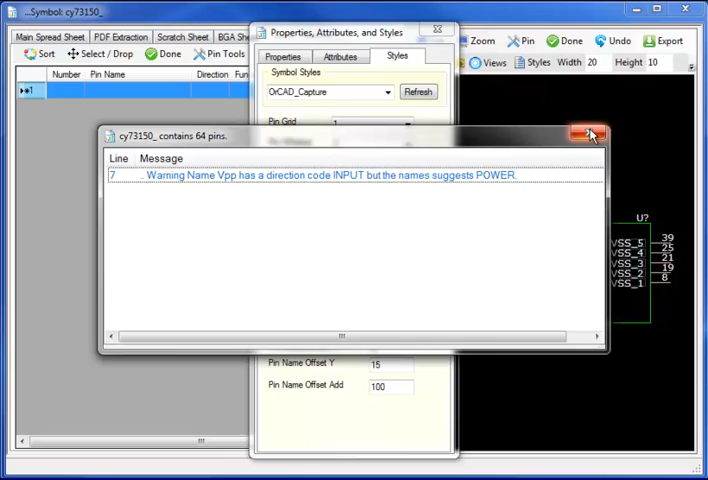 ...Symbol: cy73150_
Main Spread Sheet PDF Extraction Scratch Sheet BGA She
Sort Select / Drop Done Pin Tools
Number Pin Name Direction Fun
1
Properties, Attributes, and Styles
Properties Attributes Styles
Symbol Styles
OrCAD_Capture Refresh
Pin Grid 1
Zoom Pin Done Undo Export
Views Styles Width 20 Height 10
cy73150_ contains 64 pins.
Line Message
7 .. Warning Name Vpp has a direction code INPUT but the names suggests POWER.
U?
VSS_5 39
VSS_4 25
VSS_3 21
VSS_2 19
VSS_1 8
Pin Name Offset Y 15
Pin Name Offset Add 100